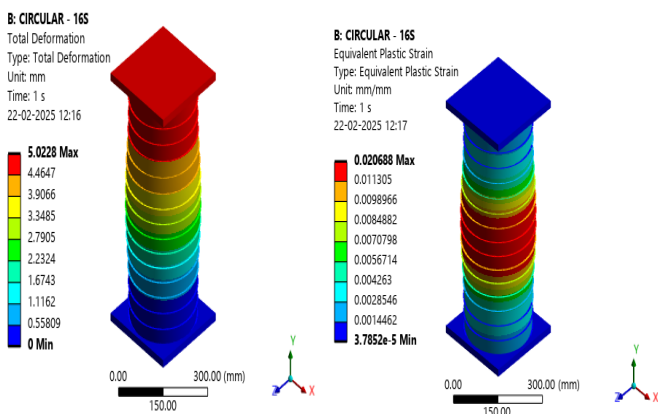 B: CIRCULAR - 16S
Total Deformation
Type: Total Deformation
Unit: mm
Time: 1 s
22-02-2025 12:16
5.0228 Max
4.4647
3.9066
3.3485
2.7905
2.2324
1.6743
1.1162
0.55809
0 Min
0.00
300.00 (mm)
150.00
Y
Z
X
B: CIRCULAR - 16S
Equivalent Plastic Strain
Type: Equivalent Plastic Strain
Unit: mm/mm
Time: 1 s
22-02-2025 12:17
0.020688 Max
0.011305
0.0098966
0.0084882
0.0070798
0.0056714
0.004263
0.0028546
0.0014462
3.7852e-5 Min
0.00
300.00 (mm)
150.00
Y
Z
X